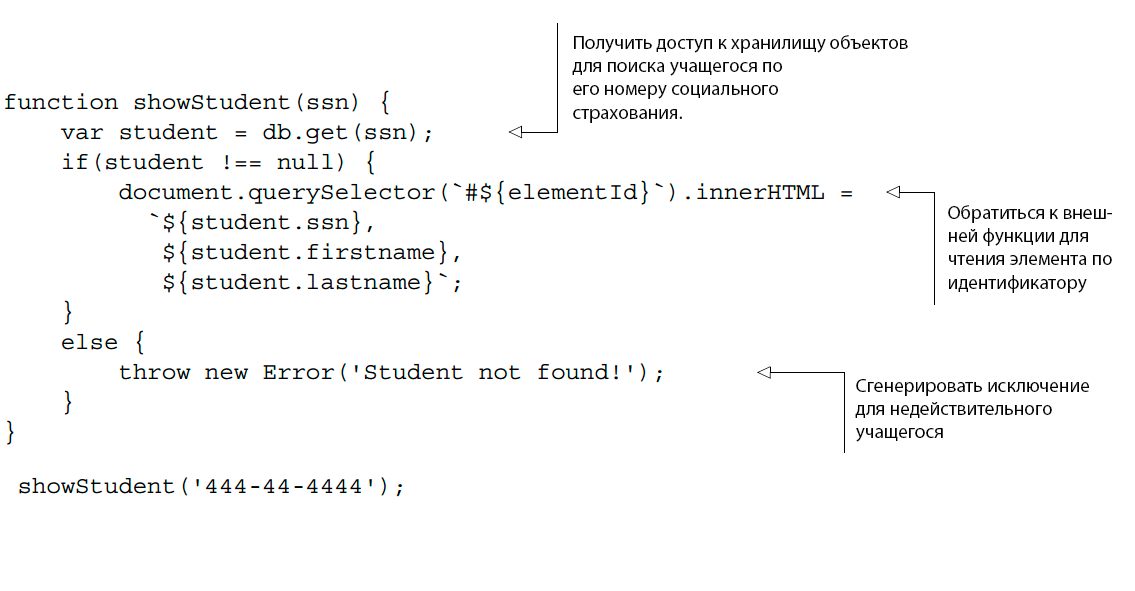 Получить доступ к хранилищу объектов
для поиска учащегося по
его номеру социального
страхования.
function showStudent(ssn) {
var student = db.get(ssn);
if(student !== null) {
document.querySelector(`#${elementId}`).innerHTML =
`${student.ssn},
${student.firstname},
${student.lastname}`;
}
else {
throw new Error('Student not found!');
}
}
Обратиться к внеш-
ней функции для
чтения элемента по
идентификатору
Сгенерировать исключение
для недействительного
учащегося
showStudent('444-44-4444');